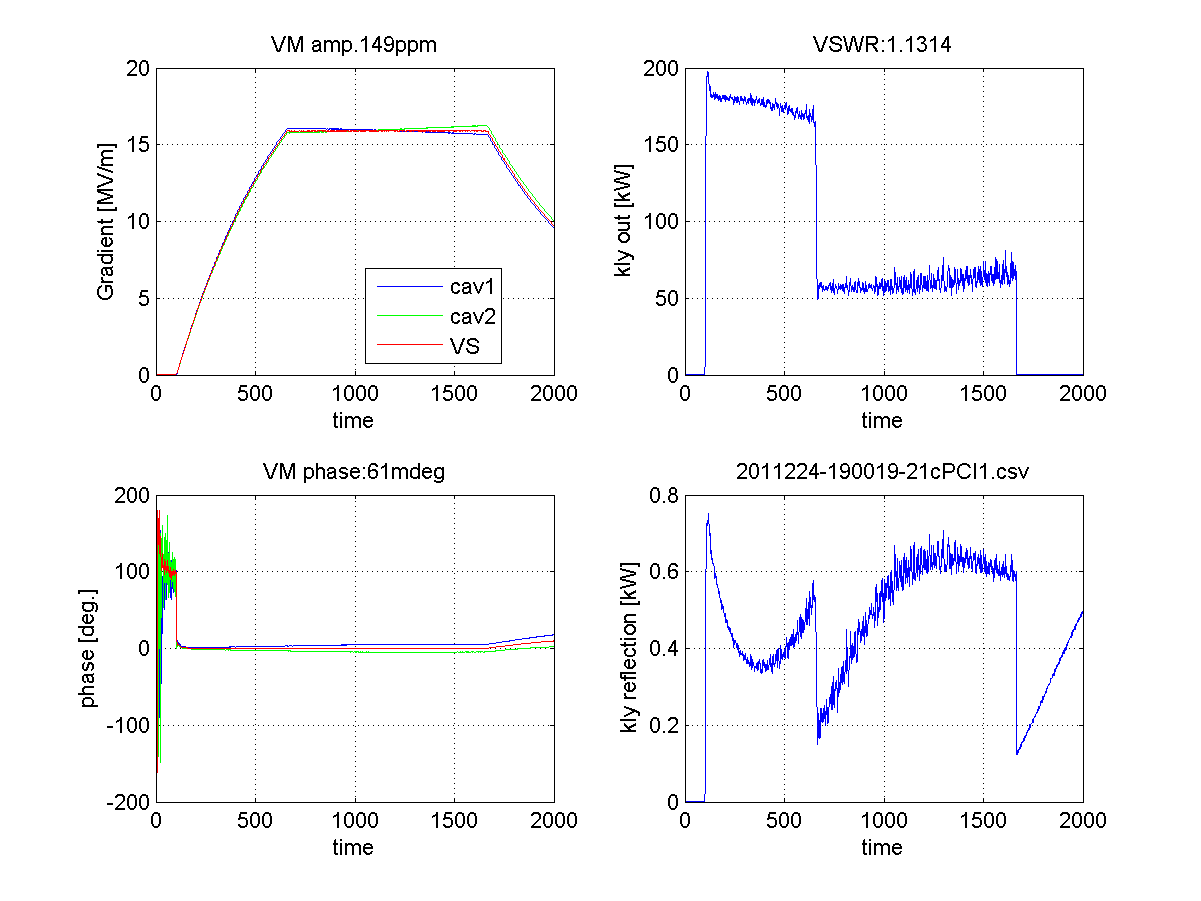 VM amp.149ppm
20
15
10
5
0
Gradient [MV/m]
cav1
cav2
VS
0 500 1000 1500 2000
time
VSWR:1.1314
200
150
100
50
0
kly out [kW]
0 500 1000 1500 2000
time
VM phase:61mdeg
200
100
0
-100
-200
phase [deg.]
0 500 1000 1500 2000
time
2011224-190019-21cPCI1.csv
0.8
0.6
0.4
0.2
0
kly reflection [kW]
0 500 1000 1500 2000
time